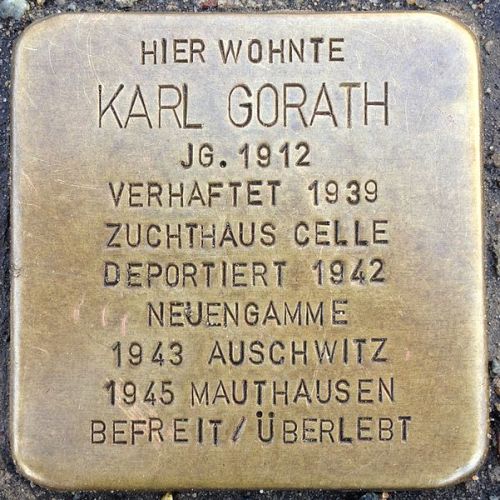 HIER WOHNTE
KARL GORATH
JG. 1912
VERHAFTET 1939
ZUCHTHAUS CELLE
DEPORTIERT 1942
NEUENGAMME
1943 AUSCHWITZ
1945 MAUTHAUSEN
BEFREIT/ÜBERLEBT